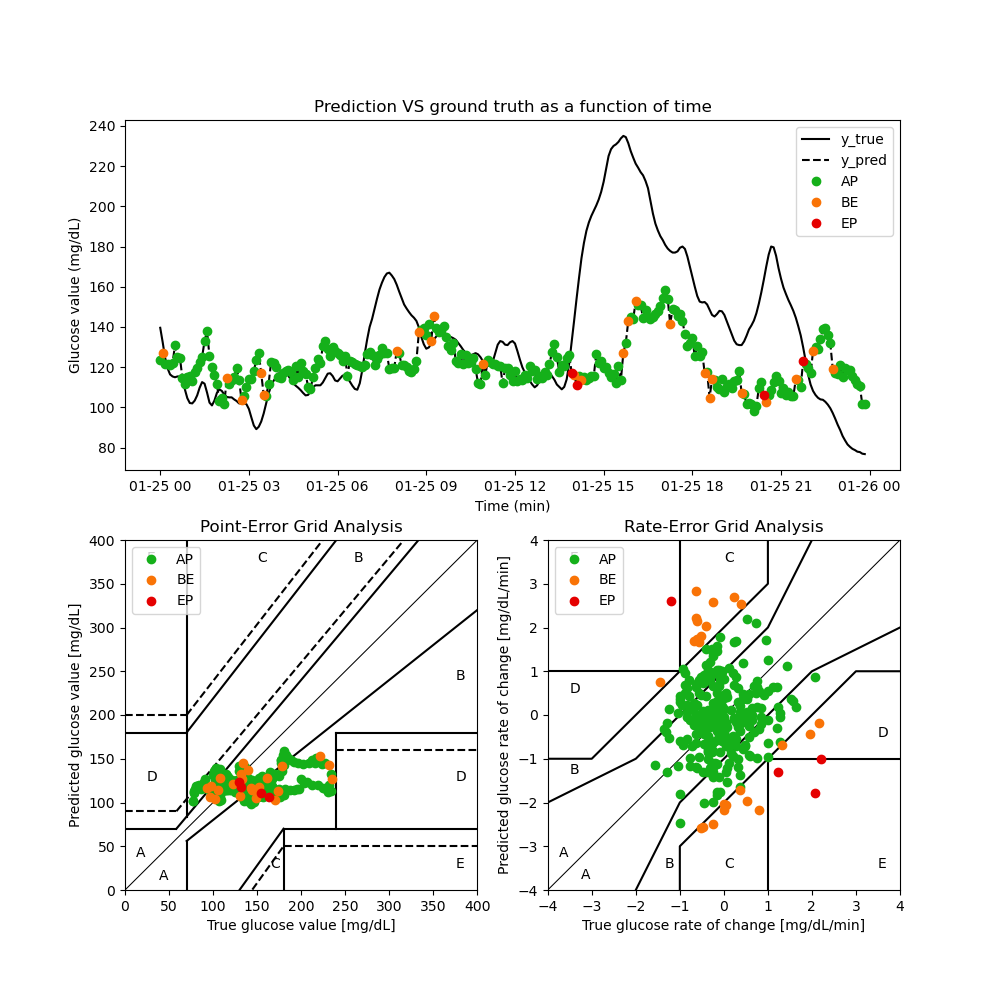 Prediction VS ground truth as a function of time
Glucose value (mg/dL)
240
220
200
180
160
140
120
100
80
y_true
y_pred
AP
BE
EP
01-25 00 01-25 03 01-25 06 01-25 09 01-25 12 01-25 15 01-25 18 01-25 21 01-26 00
Time (min)
Point-Error Grid Analysis
Predicted glucose value [mg/dL]
400
350
300
250
200
150
100
50
0
AP
BE
EP
C
B
B
D
D
A
A
C
E
0 50 100 150 200 250 300 350 400
True glucose value [mg/dL]
Rate-Error Grid Analysis
Predicted glucose rate of change [mg/dL/min]
4
3
2
1
0
−1
−2
−3
−4
AP
BE
EP
C
D
D
B
A
A
B
C
E
−4 −3 −2 −1 0 1 2 3 4
True glucose rate of change [mg/dL/min]